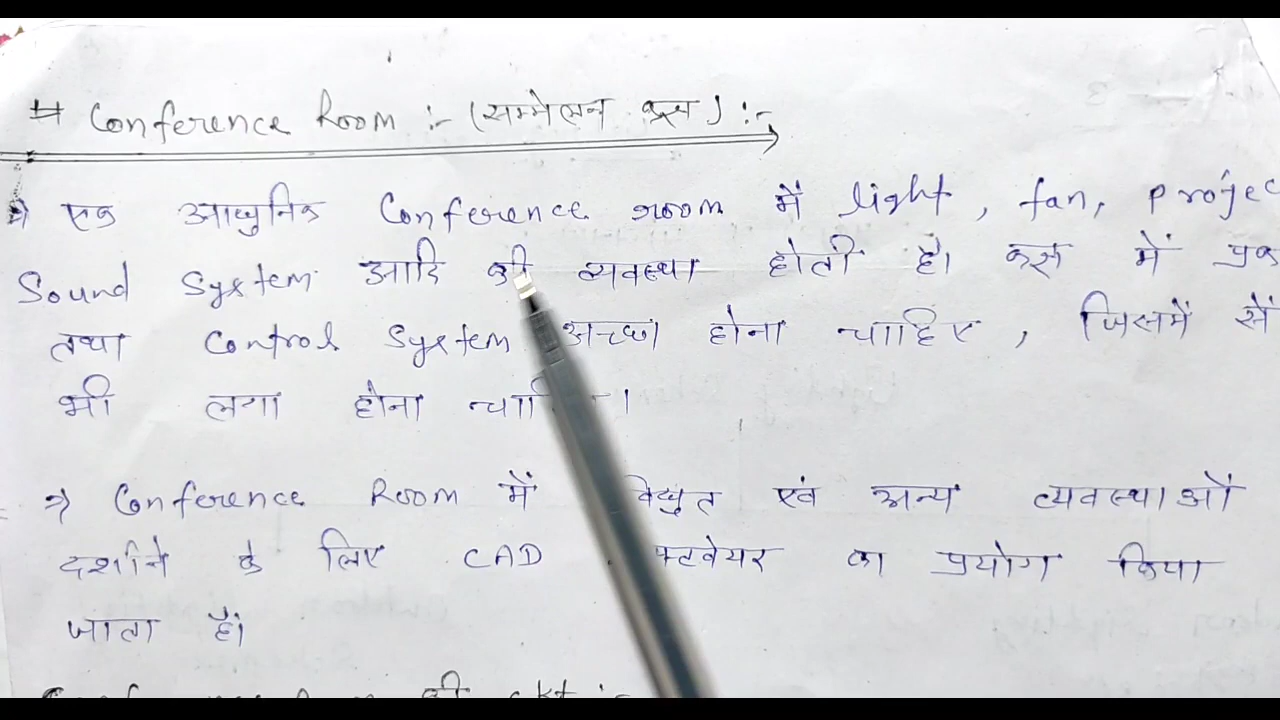 # Conference Room :- (सम्मेलन कक्ष) :-
⇒ एक आधुनिक Conference room में light, fan, projec
Sound System आदि की व्यवस्था होती है। कक्ष में प्रक
तथा Control System अच्छा होना चाहिए, जिसमें सें
भी लगा होना चाहि।
⇒ Conference Room में विद्युत एवं अन्य व्यवस्थाओं
दर्शाने के लिए CAD फ्टवेयर का प्रयोग किया
जाता है।
की ckt :-